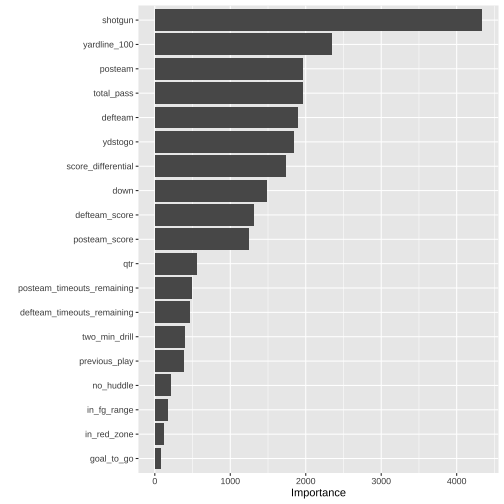 shotgun
yardline_100
posteam
total_pass
defteam
ydstogo
score_differential
down
defteam_score
posteam_score
qtr
posteam_timeouts_remaining
defteam_timeouts_remaining
two_min_drill
previous_play
no_huddle
in_fg_range
in_red_zone
goal_to_go
0 1000 2000 3000 4000
Importance